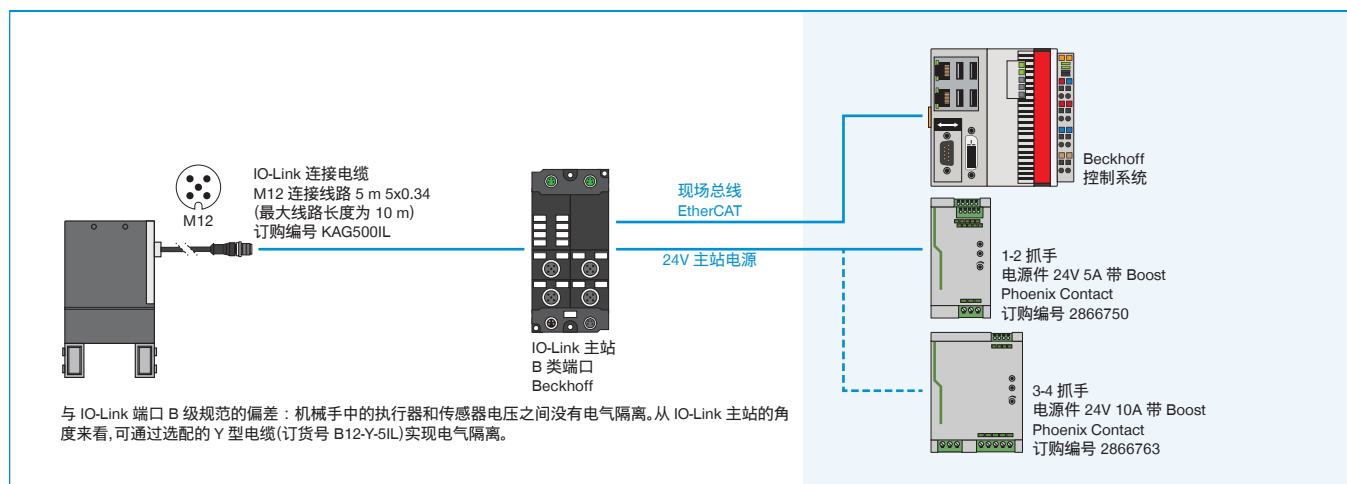 IO-Link 连接电缆
M12 连接线路 5 m 5x0.34
(最大线路长度为 10 m)
订购编号 KAG500IL
M12
IO-Link 主站
B 类端口
Beckhoff
现场总线
EtherCAT
24V 主站电源
Beckhoff
控制系统
1-2 抓手
电源件 24V 5A 带 Boost
Phoenix Contact
订购编号 2866750
3-4 抓手
电源件 24V 10A 带 Boost
Phoenix Contact
订购编号 2866763
与 IO-Link 端口 B 级规范的偏差：机械手中的执行器和传感器电压之间没有电气隔离。从 IO-Link 主站的角
度来看,可通过选配的 Y 型电缆(订货号 B12-Y-5IL)实现电气隔离。